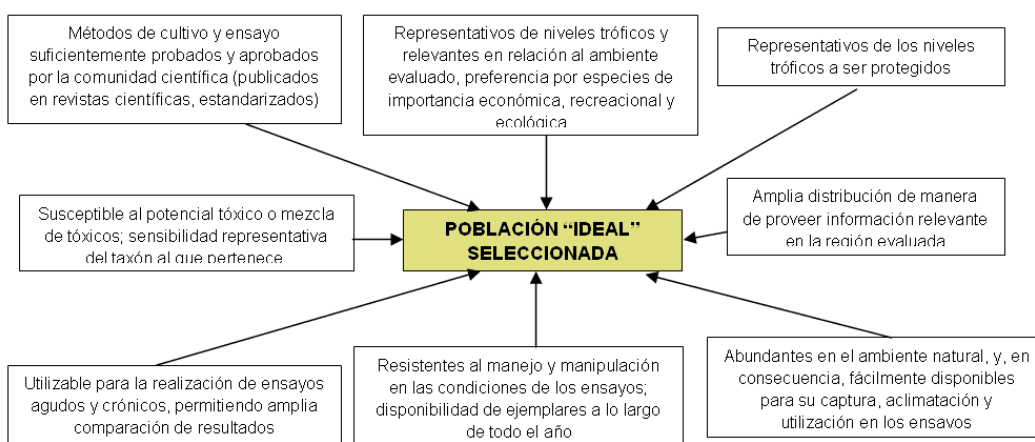 Métodos de cultivo y ensayo
suficientemente probados y aprobados
por la comunidad científica (publicados
en revistas científicas, estandarizados)
Representativos de niveles tróficos y
relevantes en relación al ambiente
evaluado, preferencia por especies de
importancia económica, recreacional y
ecológica
Representativos de los niveles
tróficos a ser protegidos
Susceptible al potencial tóxico o mezcla
de tóxicos; sensibilidad representativa
del taxón al que pertenece
POBLACIÓN “IDEAL”
SELECCIONADA
Amplia distribución de manera
de proveer información relevante
en la región evaluada
Utilizable para la realización de ensayos
agudos y crónicos, permitiendo amplia
comparación de resultados
Resistentes al manejo y manipulación
en las condiciones de los ensayos;
disponibilidad de ejemplares a lo largo
de todo el año
Abundantes en el ambiente natural, y, en
consecuencia, fácilmente disponibles
para su captura, aclimatación y
utilización en los ensayos